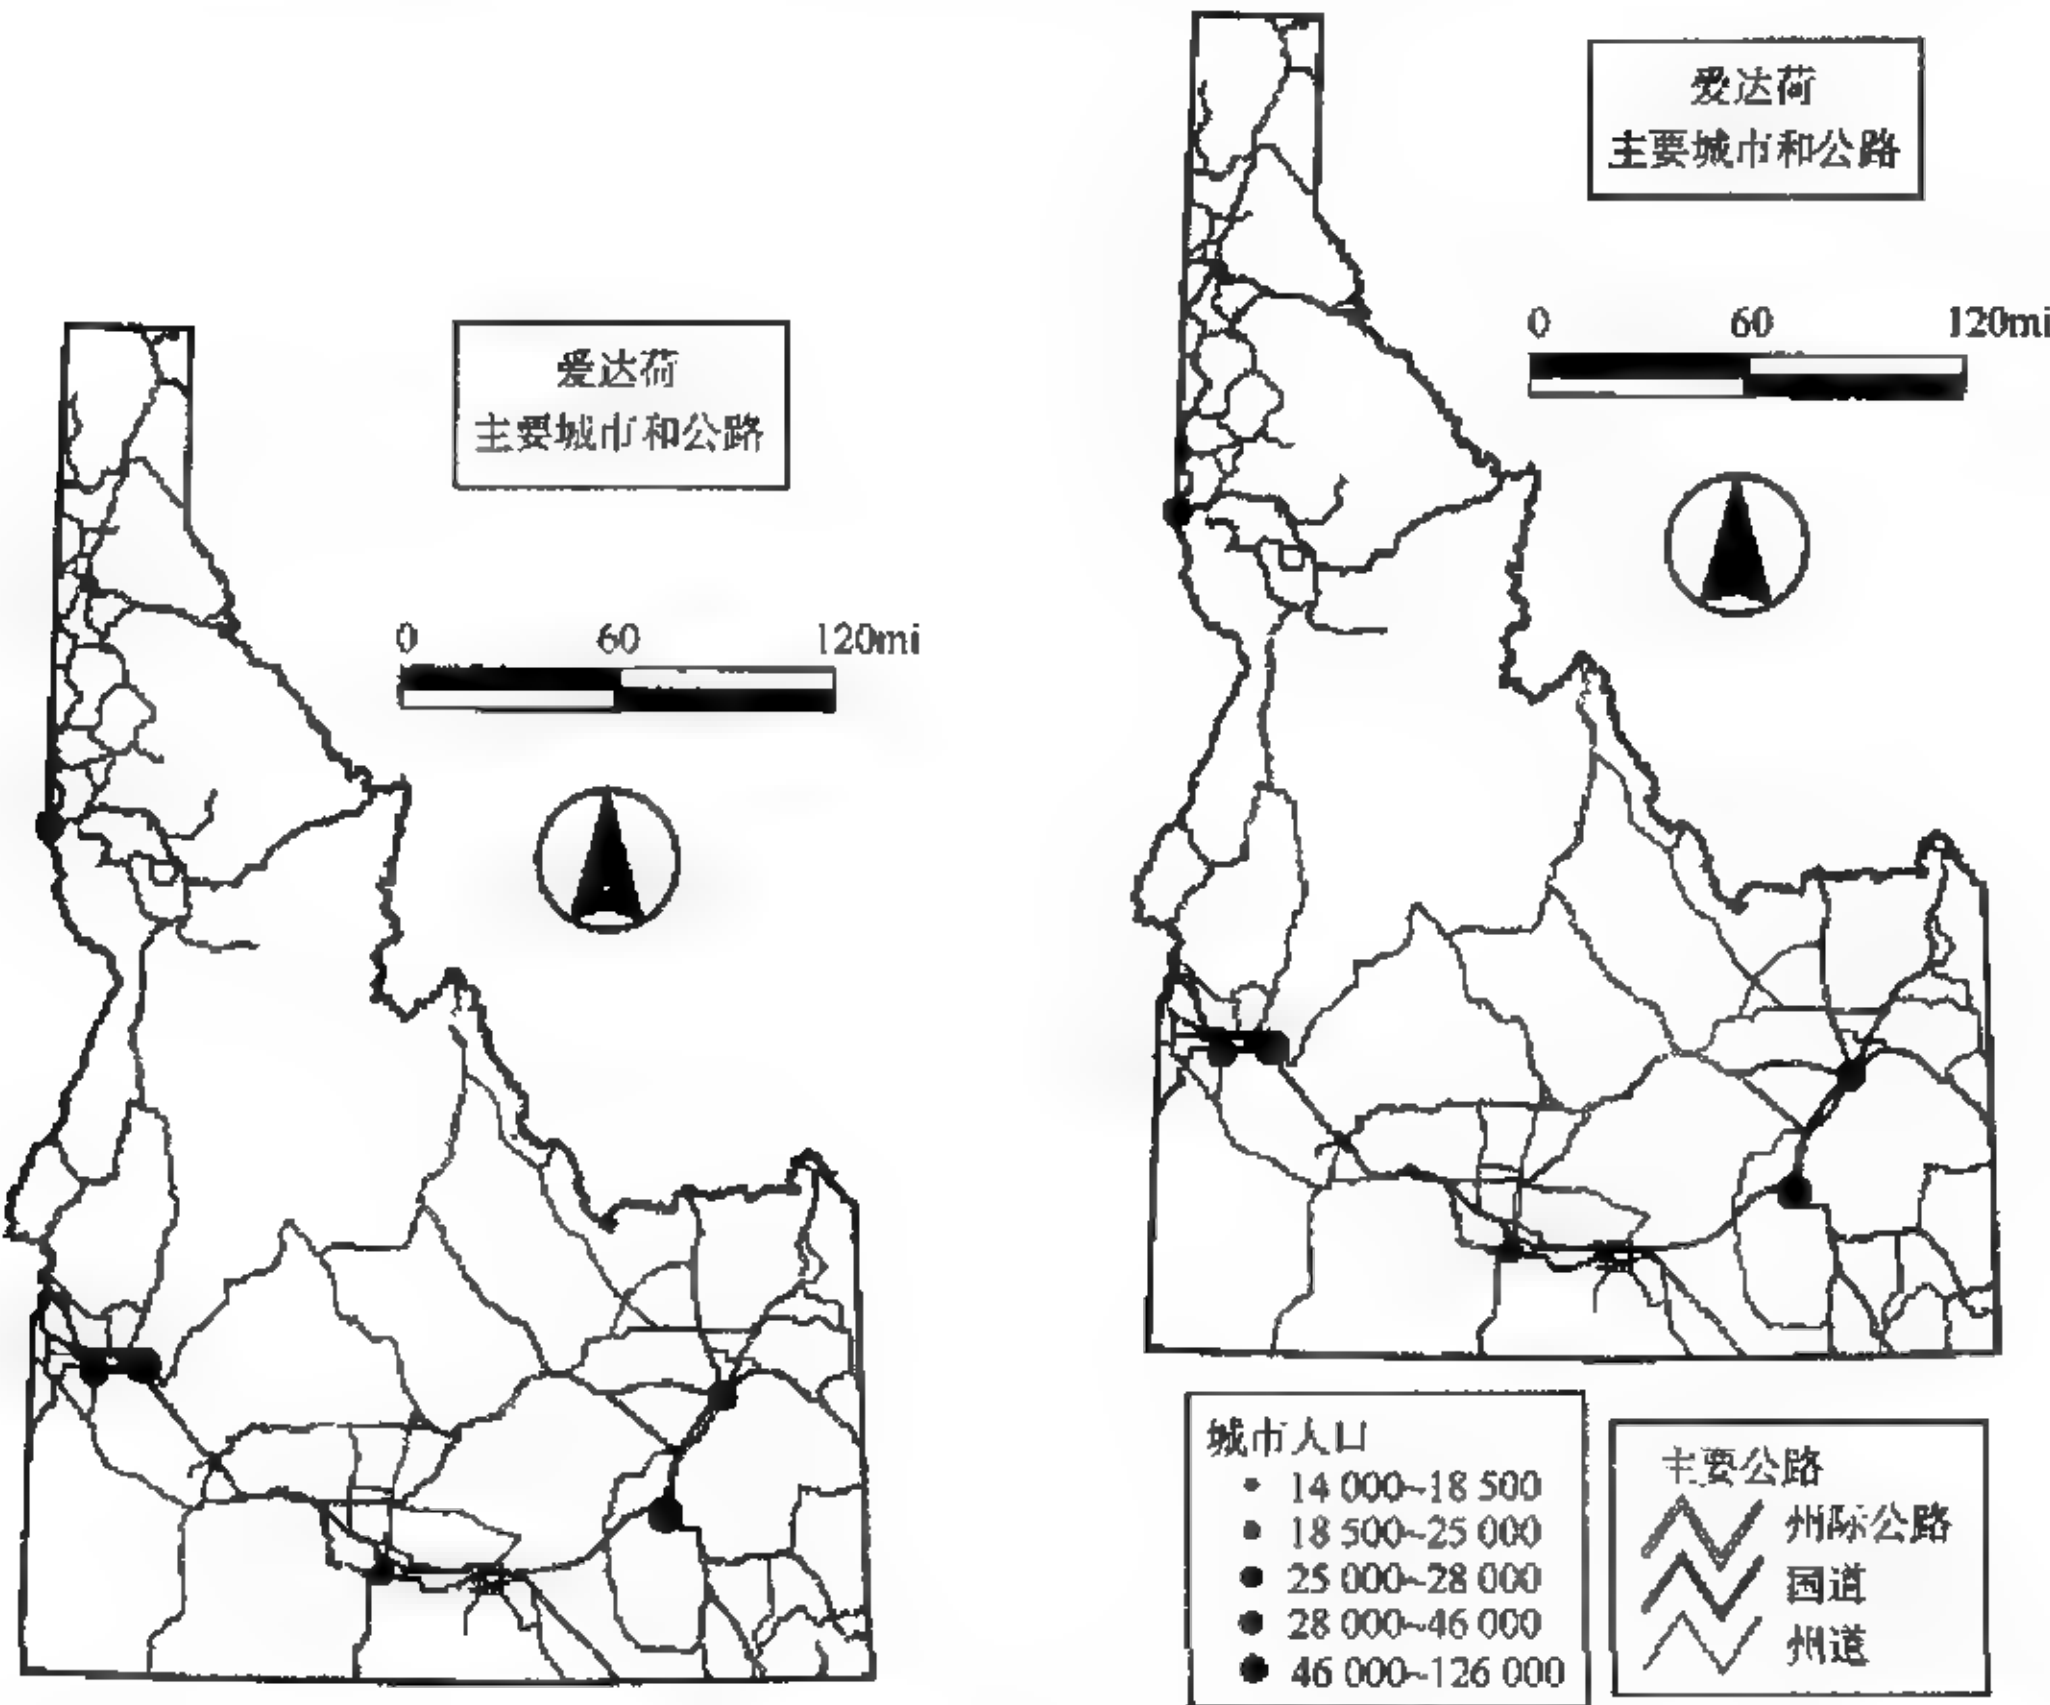 爱达荷
主要城市和公路
0 60 120mi
爱达荷
主要城市和公路
0 60 120mi
城市人口
14 000~18 500
18 500~25 000
25 000~28 000
28 000~46 000
46 000~126 000
主要公路
州际公路
国道
州道